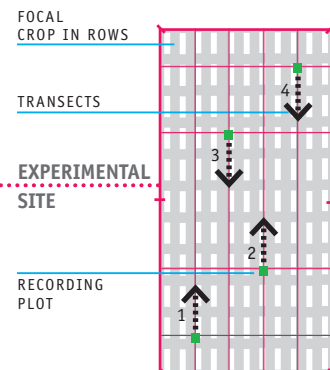 FOCAL
CROP IN ROWS
4
TRANSECTS
3
EXPERIMENTAL
SITE
2
RECORDING
PLOT
1